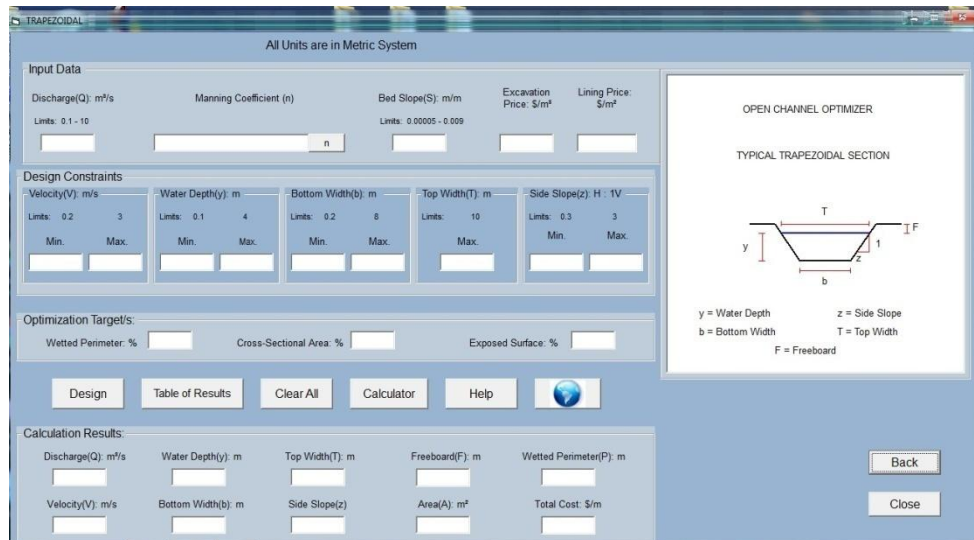 TRAPEZOIDAL
All Units are in Metric System
Input Data
Discharge(Q): m³/s
Manning Coefficient (n)
Bed Slope(S): m/m
Excavation
Price: $/m³
Lining Price:
$/m²
Limits: 0.1 - 10
Limits: 0.00005 - 0.009
n
Design Constraints
Velocity(V): m/s
Water Depth(y): m
Bottom Width(b): m
Top Width(T): m
Side Slope(z): H : 1V
Limits: 0.2 3
Limits: 0.1 4
Limits: 0.2 8
Limits: 10
Limits: 0.3 3
Min. Max.
Min. Max.
Min. Max.
Max.
Min. Max.
Optimization Target/s:
Wetted Perimeter: %
Cross-Sectional Area: %
Exposed Surface: %
Design
Table of Results
Clear All
Calculator
Help
Calculation Results:
Discharge(Q): m³/s
Water Depth(y): m
Top Width(T): m
Freeboard(F): m
Wetted Perimeter(P): m
Velocity(V): m/s
Bottom Width(b): m
Side Slope(z)
Area(A): m²
Total Cost: $/m
OPEN CHANNEL OPTIMIZER
TYPICAL TRAPEZOIDAL SECTION
T
F
y
1
z
b
y = Water Depth
z = Side Slope
b = Bottom Width
T = Top Width
F = Freeboard
Back
Close